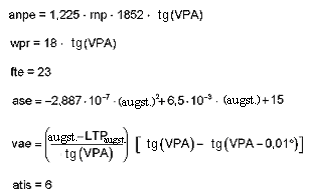 anpe = 1,225 · rnp · 1852 · tg(VPA)
wpr = 18 · tg(VPA)
fte = 23
ase = −2,887·10⁻⁷ · (augst.)²+6,5·10⁻³ · (augst.)+15
vae = (augst.−LTPaugst. / tg(VPA)) [ tg(VPA)− tg(VPA−0,01°)]
atis = 6